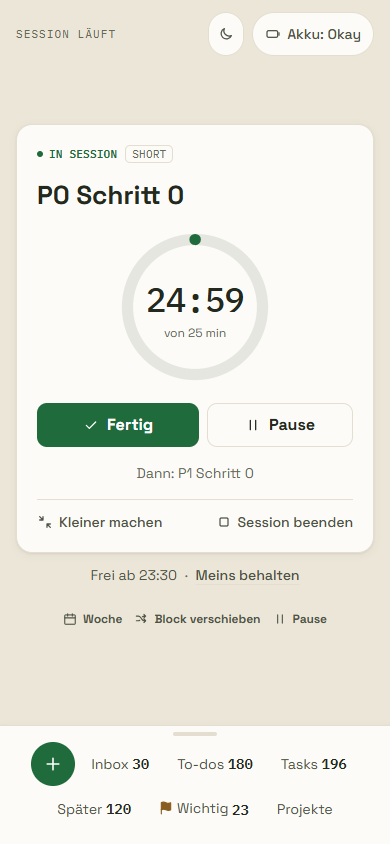 SESSION LÄUFT
Akku: Okay
IN SESSION SHORT
P0 Schritt 0
24:59
von 25 min
Fertig
Pause
Dann: P1 Schritt 0
Kleiner machen
Session beenden
Frei ab 23:30 · Meins behalten
Woche Block verschieben Pause
Inbox 30 To-dos 180 Tasks 196
Später 120 Wichtig 23 Projekte